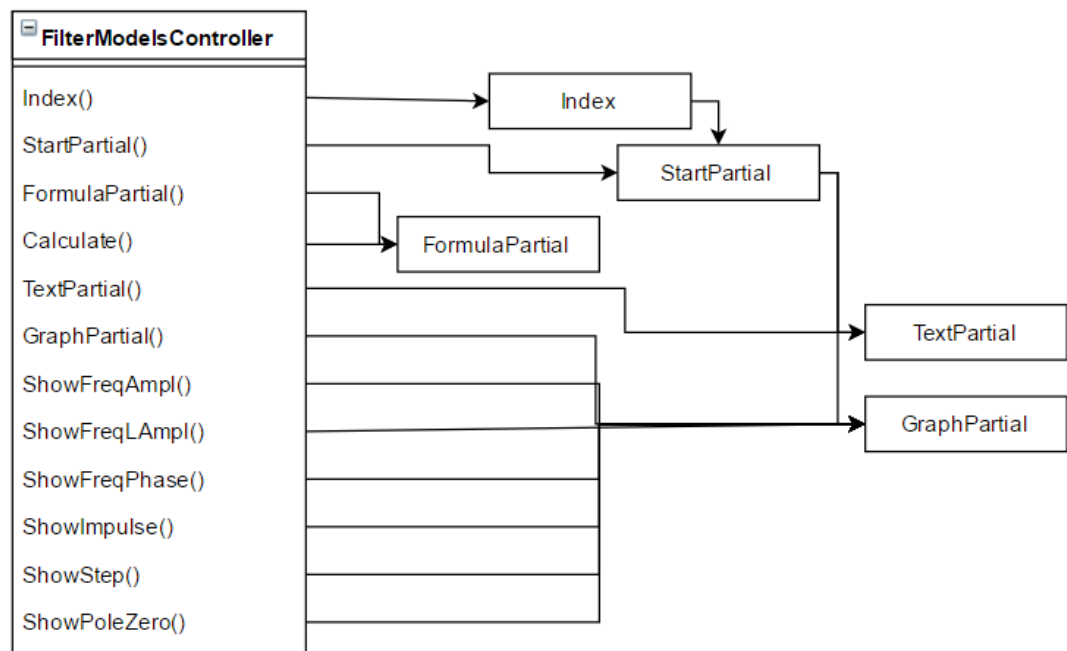 FilterModelsController
Index()
StartPartial()
FormulaPartial()
Calculate()
TextPartial()
GraphPartial()
ShowFreqAmpl()
ShowFreqLAmpl()
ShowFreqPhase()
ShowImpulse()
ShowStep()
ShowPoleZero()
Index
StartPartial
FormulaPartial
TextPartial
GraphPartial